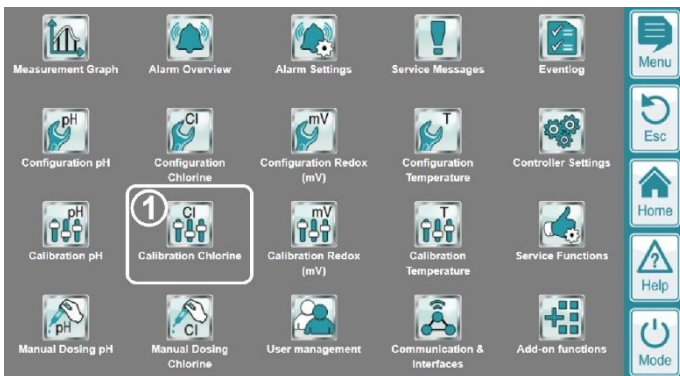 Measurement Graph
Alarm Overview
Alarm Settings
Service Messages
Eventlog
pH
Configuration pH
Cl
Configuration
Chlorine
mV
Configuration Redox
(mV)
T
Configuration
Temperature
Controller Settings
pH
Calibration pH
1
Cl
Calibration Chlorine
mV
Calibration Redox
(mV)
T
Calibration
Temperature
Service Functions
pH
Manual Dosing pH
Cl
Manual Dosing
Chlorine
User management
Communication &
Interfaces
Add-on functions
Menu
Esc
Home
?
Help
Mode